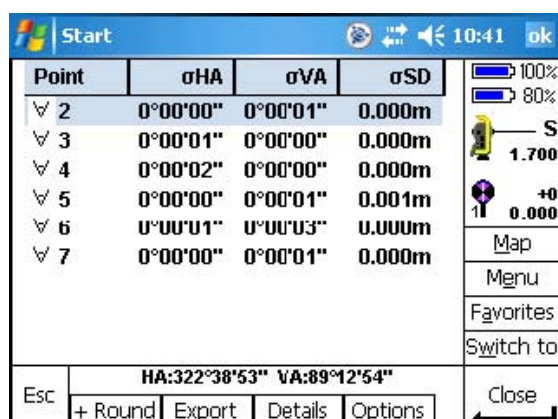 Start 10:41 ok
Point σHA σVA σSD
∀ 2 0°00'00" 0°00'01" 0.000m
∀ 3 0°00'01" 0°00'00" 0.000m
∀ 4 0°00'02" 0°00'00" 0.000m
∀ 5 0°00'00" 0°00'01" 0.001m
∀ 6 0°00'01" 0°00'03" 0.000m
∀ 7 0°00'00" 0°00'01" 0.000m
100%
80%
S
1.700
+0
1 0.000
Map
Menu
Favorites
Switch to
HA:322°38'53" VA:89°12'54"
Esc + Round Export Details Options Close